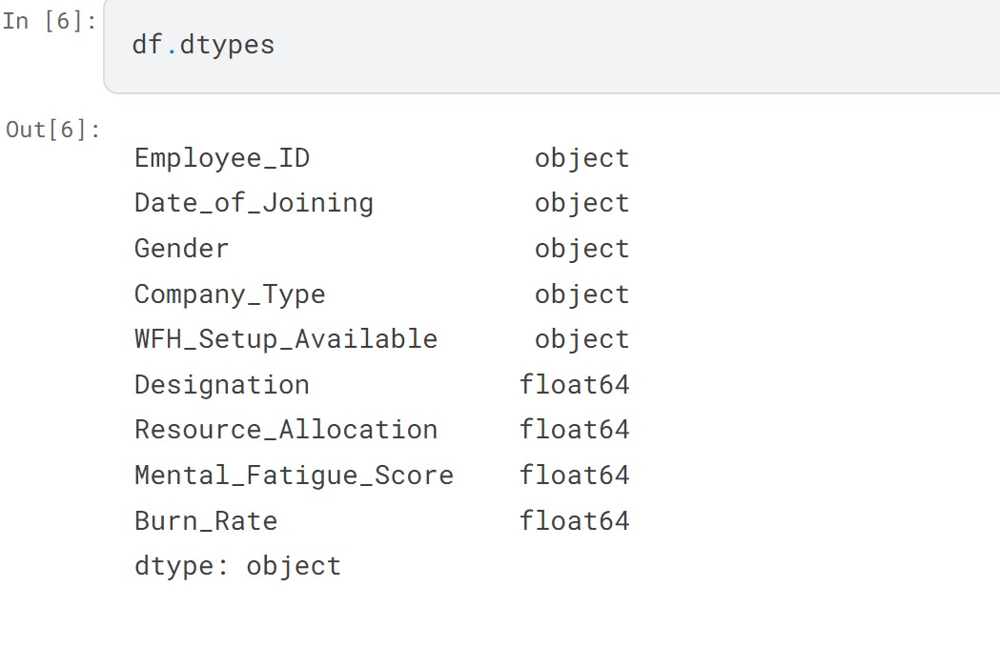 In [6]:
df.dtypes
Out[6]:
Employee_ID object
Date_of_Joining object
Gender object
Company_Type object
WFH_Setup_Available object
Designation float64
Resource_Allocation float64
Mental_Fatigue_Score float64
Burn_Rate float64
dtype: object